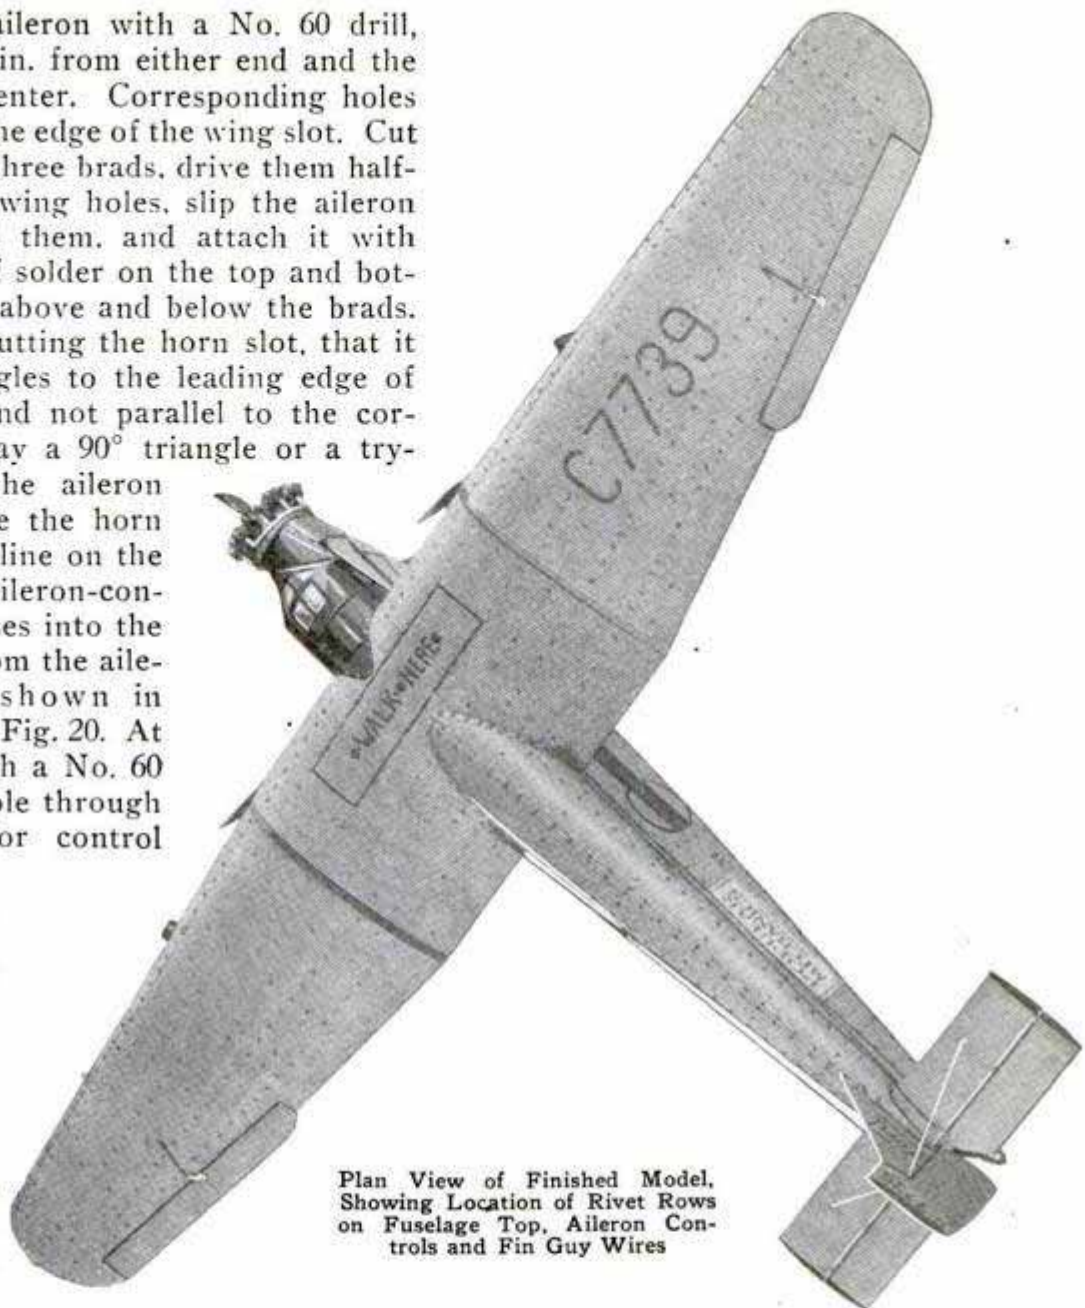 aileron with a No. 60 drill,
in. from either end and the
enter. Corresponding holes
he edge of the wing slot. Cut
hree brads, drive them half-
wing holes, slip the aileron
them, and attach it with
solder on the top and bot-
above and below the brads.
utting the horn slot, that it
gles to the leading edge of
nd not parallel to the cor-
ay a 90° triangle or a try-
he aileron
e the horn
line on the
ileron-con-
es into the
om the aile-
shown in
Fig. 20. At
h a No. 60
ole through
or control
C7739
WALK HERE
Plan View of Finished Model,
Showing Location of Rivet Rows
on Fuselage Top, Aileron Con-
trols and Fin Guy Wires